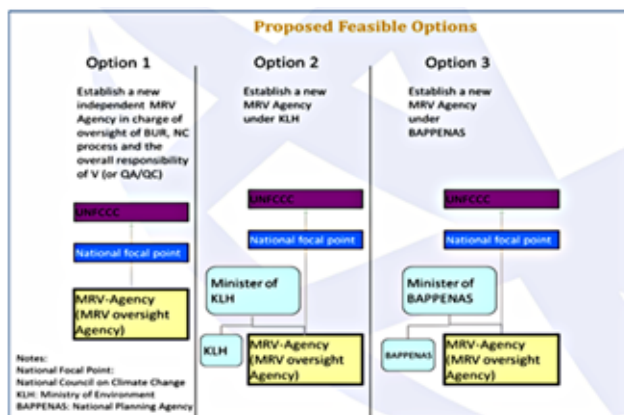 Proposed Feasible Options
Option 1
Establish a new
independent MRV
Agency in charge of
oversight of BUR, NC
process and the
overall responsibility
of V (or QA/QC)
UNFCCC
National focal point
MRV-Agency
(MRV oversight
Agency)
Notes:
National Focal Point:
National Council on Climate Change
KLH: Ministry of Environment
BAPPENAS: National Planning Agency
Option 2
Establish a new
MRV Agency
under KLH
UNFCCC
National focal point
Minister of
KLH
KLH
MRV-Agency
(MRV oversight
Agency)
Option 3
Establish a new
MRV Agency
under
BAPPENAS
UNFCCC
National focal point
Minister of
BAPPENAS
BAPPENAS
MRV-Agency
(MRV oversight
Agency)